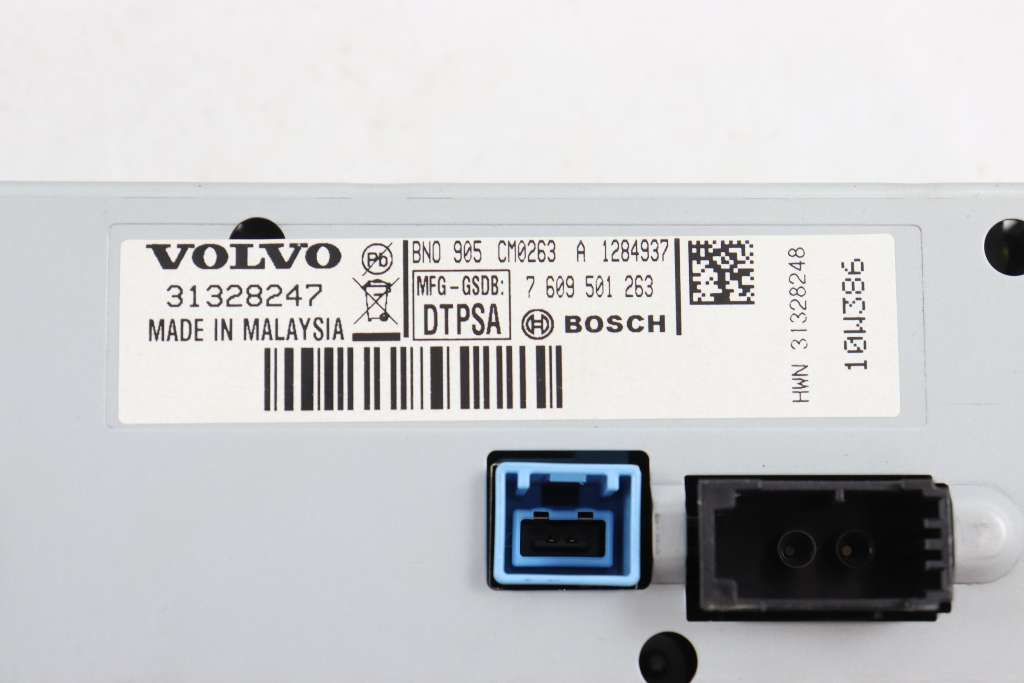 VOLVO
31328247
MADE IN MALAYSIA
Pb
BNO 905 CM0263 A 1284937
MFG-GSDB:
DTPSA
7 609 501 263
BOSCH
HWN 31328248
10W386